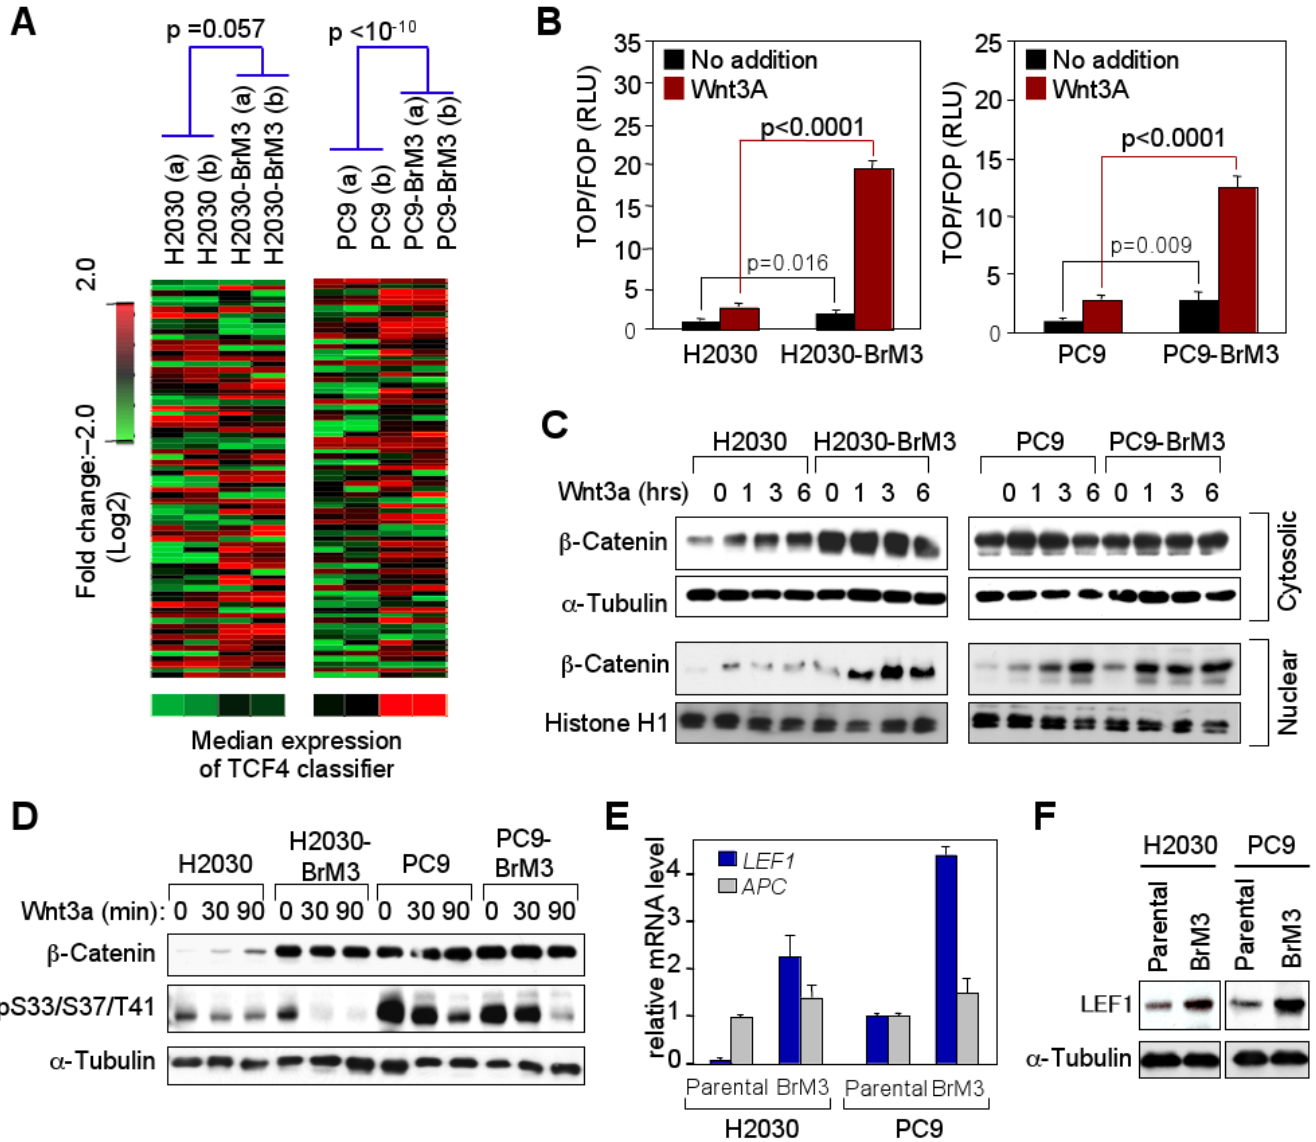 A
p =0.057
p <10-10
H2030 (a)
H2030 (b)
H2030-BrM3 (a)
H2030-BrM3 (b)
PC9 (a)
PC9 (b)
PC9-BrM3 (a)
PC9-BrM3 (b)
Fold change:–2.0
2.0
(Log2)
Median expression
of TCF4 classifier
B
TOP/FOP (RLU)
35
30
25
20
15
10
5
0
No addition
Wnt3A
p<0.0001
p=0.016
H2030 H2030-BrM3
TOP/FOP (RLU)
25
20
15
10
5
0
No addition
Wnt3A
p<0.0001
p=0.009
PC9 PC9-BrM3
C
H2030 H2030-BrM3 PC9 PC9-BrM3
Wnt3a (hrs) 0 1 3 6 0 1 3 6 0 1 3 6 0 1 3 6
β-Catenin
α-Tubulin
Cytosolic
β-Catenin
Histone H1
Nuclear
D
H2030 H2030-
BrM3 PC9 PC9-
BrM3
Wnt3a (min): 0 30 90 0 30 90 0 30 90 0 30 90
β-Catenin
pS33/S37/T41
α-Tubulin
E
relative mRNA level
4
3
2
1
0
LEF1
APC
Parental BrM3 Parental BrM3
H2030 PC9
F
H2030 PC9
Parental
BrM3
Parental
BrM3
LEF1
α-Tubulin